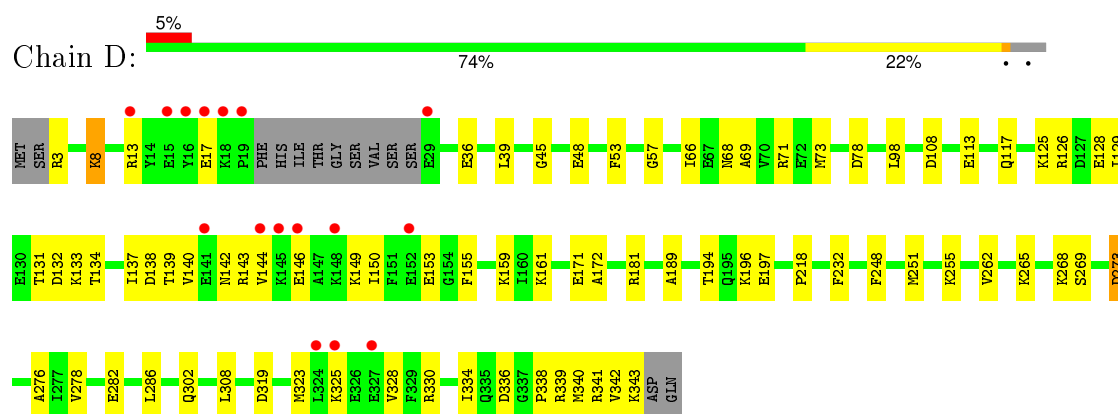 5%
Chain D:
74% 22% • •
MET SER R3 K8 R13 Y14 E15 Y16 E17 K18 P19 PHE HIS ILE THR GLY SER VAL SER SER E29 E36 L39 G45 E48 F53 G57 I66 E67 N68 A69 V70 R71 E72 M73 D78 L98 D108 E113 Q117 K125 R126 D127 E128
E130 T131 D132 K133 T134 I137 D138 T139 V140 E141 N142 R143 V144 K145 E146 A147 K148 K149 I150 F151 E152 E153 G154 F155 K159 I160 K161 E171 A172 R181 A189 T194 Q195 K196 E197 P218 F232 F248 M251 K255 V262 K265 K268 S269
A276 I277 V278 E282 L286 Q302 L308 D319 M323 L324 K325 E326 E327 V328 F329 R330 I334 Q335 D336 G337 P338 R339 M340 R341 V342 K343 ASP GLN